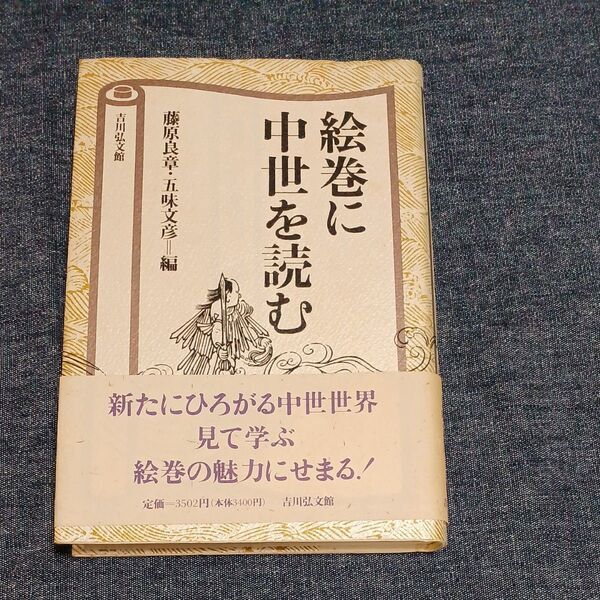 絵巻に
中世を読む
藤原良章・五味文彦＝編
吉川弘文館
新たにひろがる中世世界
見て学ぶ
絵巻の魅力にせまる！
定価＝3502円（本体3400円） 吉川弘文館